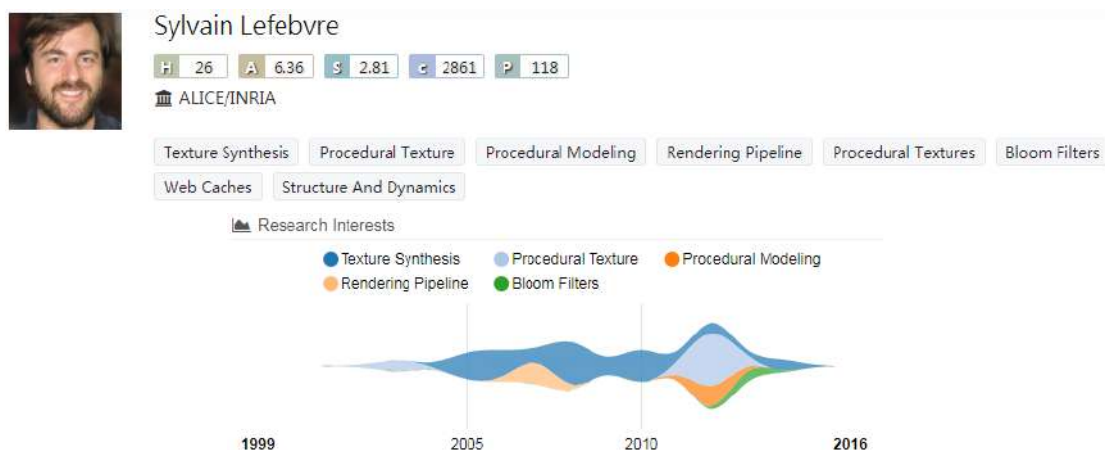 Sylvain Lefebvre
H 26 A 6.36 S 2.81 c 2861 P 118
ALICE/INRIA
Texture Synthesis Procedural Texture Procedural Modeling Rendering Pipeline Procedural Textures Bloom Filters
Web Caches Structure And Dynamics
Research Interests
Texture Synthesis Procedural Texture Procedural Modeling
Rendering Pipeline Bloom Filters
1999 2005 2010 2016